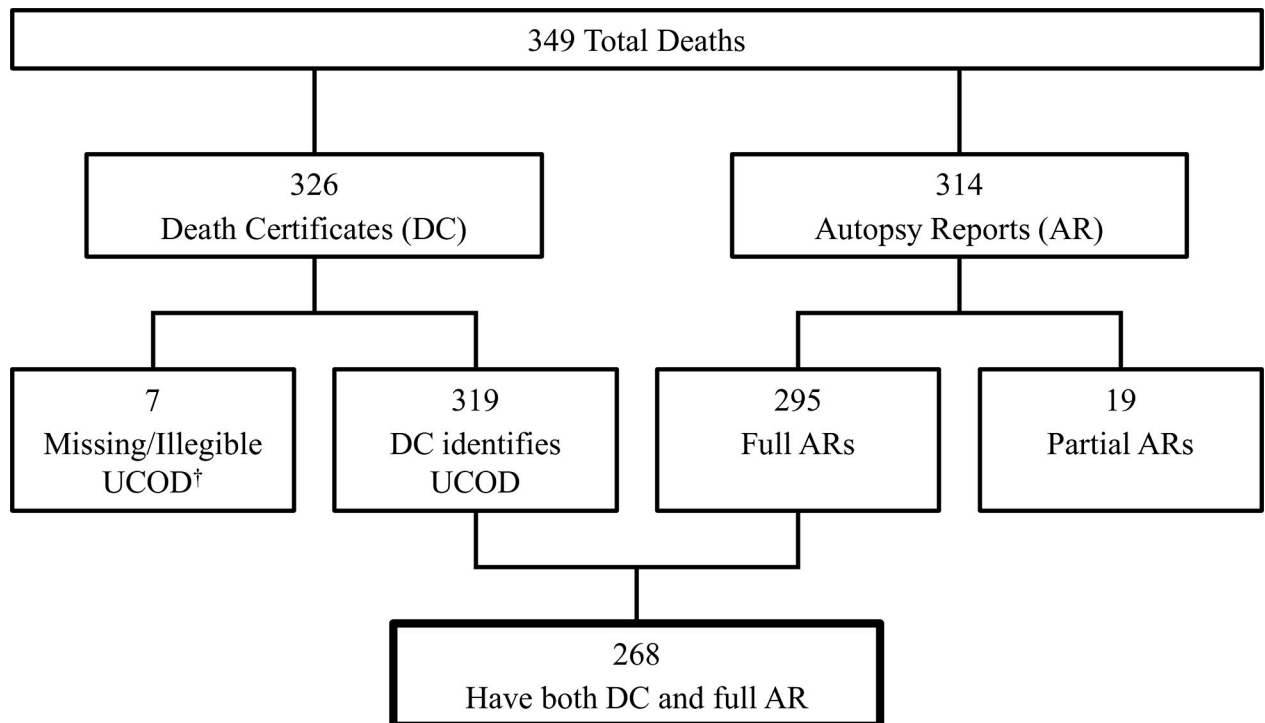 349 Total Deaths
326
Death Certificates (DC)
314
Autopsy Reports (AR)
7
Missing/Illegible
UCOD†
319
DC identifies
UCOD
295
Full ARs
19
Partial ARs
268
Have both DC and full AR